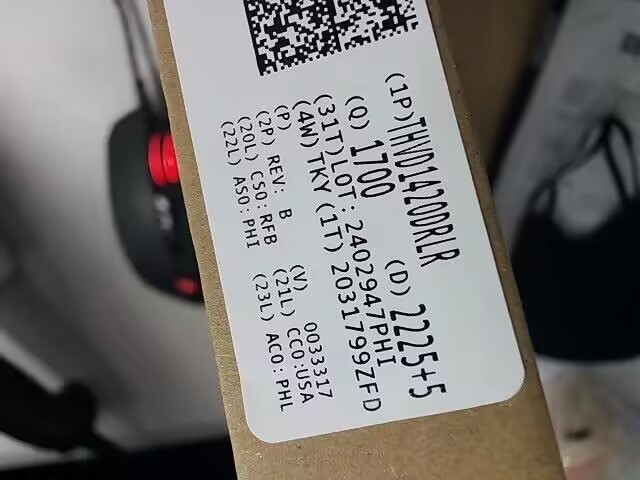 (1P)THVD1420DRLR
(Q) 1700 (D) 2225+5
(31T)LOT: 2402947PHI
(4W) TKY(1T) 2031799ZFD
(P)
(2P) REV: B (V) 0033317
(20L) CSO: RFB (21L) CCO:USA
(22L) ASO: PHI (23L) ACO: PHL